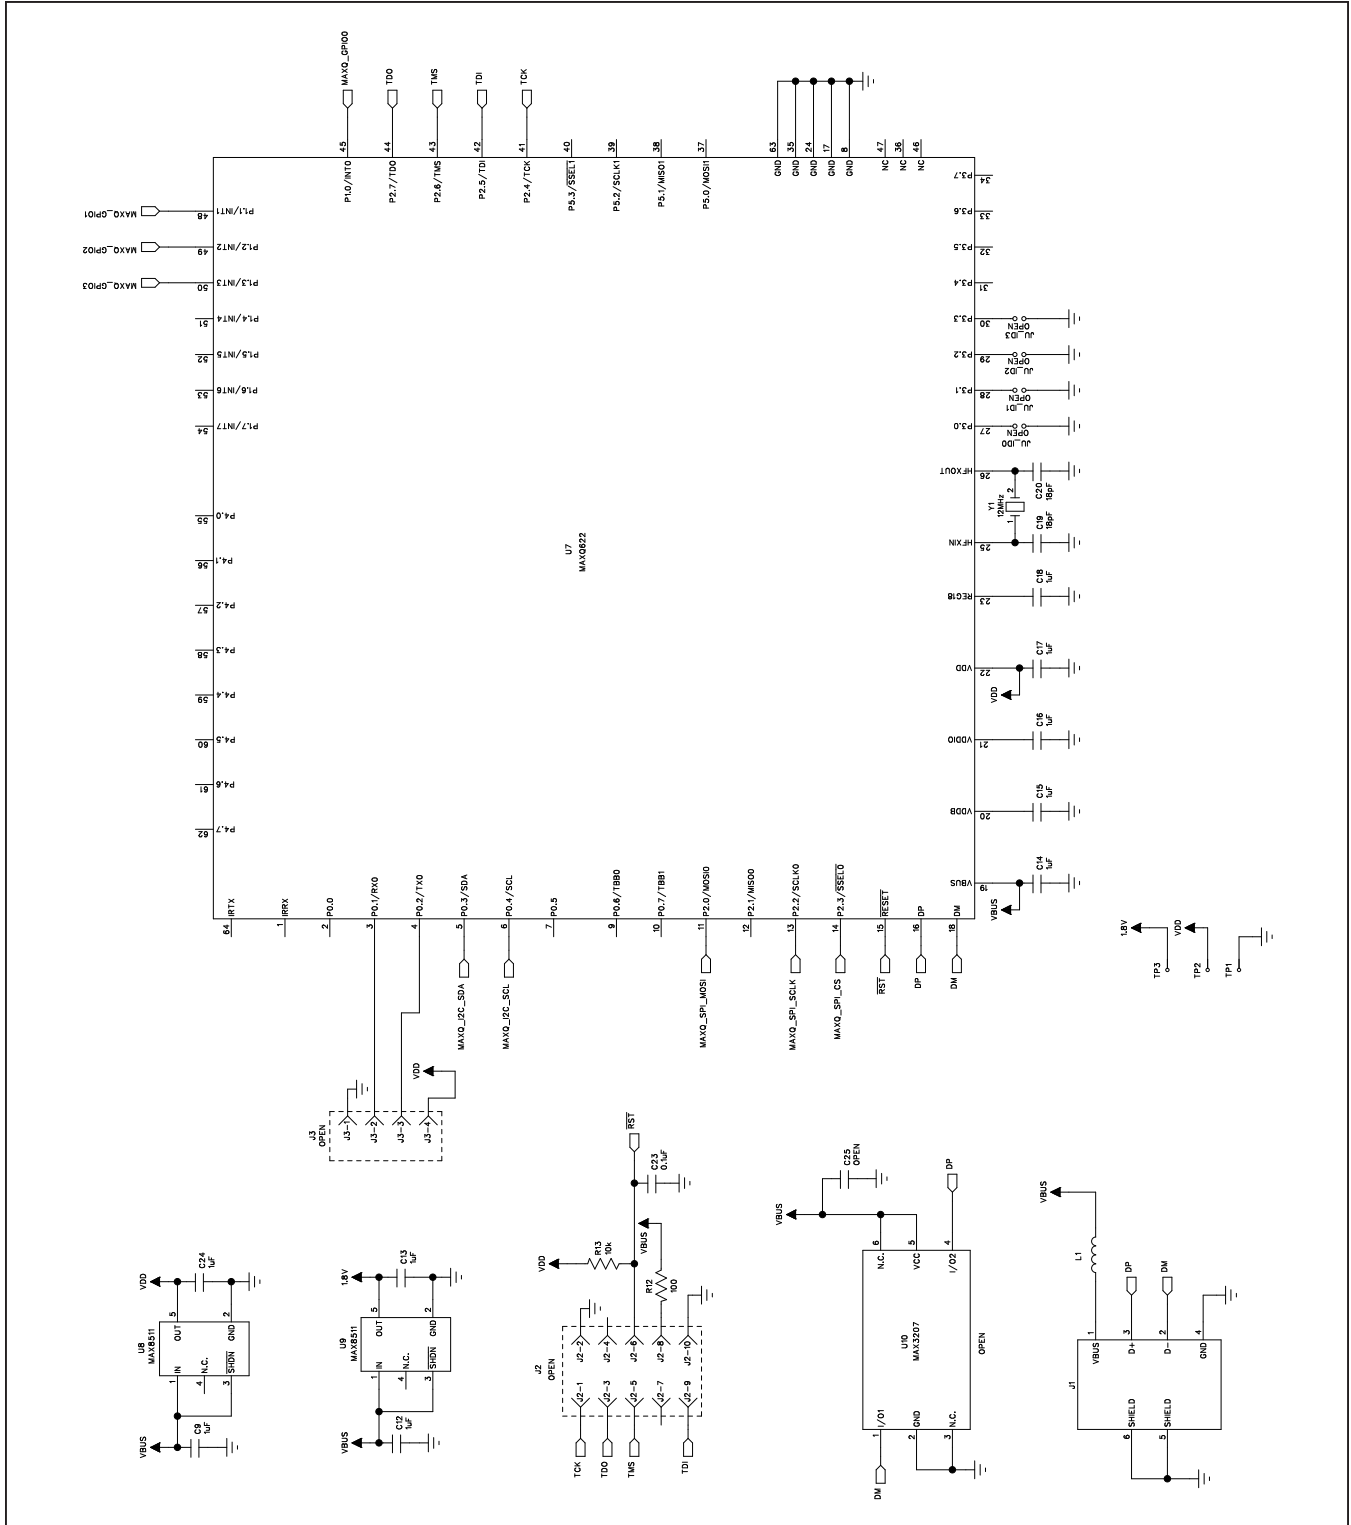 MAXQ_GPIO0
TDO
TMS
TDI
TCK
45
44
43
42
41
40
39
38
37
63
35
24
17
8
47
36
46
P1.0/INT0
P2.7/TDO
P2.6/TMS
P2.5/TDI
P2.4/TCK
P5.3/SSEL1
P5.2/SCLK1
P5.1/MISO1
P5.0/MOSI1
GND
GND
GND
GND
GND
NC
NC
NC
MAXQ_GPIO1
48
P1.1/INT1
MAXQ_GPIO2
49
P1.2/INT2
MAXQ_GPIO3
50
P1.3/INT3
51
P1.4/INT4
52
P1.5/INT5
53
P1.6/INT6
54
P1.7/INT7
55
P4.0
56
P4.1
57
P4.2
58
P4.3
59
P4.4
60
P4.5
61
P4.6
62
P4.7
U7
MAXQ622
P3.7
34
P3.6
33
P3.5
32
P3.4
31
P3.3
30
OPEN
JU_ID3
P3.2
29
OPEN
JU_ID2
P3.1
28
OPEN
JU_ID1
P3.0
27
OPEN
JU_ID0
HFXOUT
26
C20
18pF
Y1
12MHz
2
1
HFXIN
25
C19
18pF
REG18
23
C18
1uF
VDD
22
C17
1uF
VDD
VDDIO
21
C16
1uF
VDDB
20
C15
1uF
VBUS
19
C14
1uF
VBUS
IRTX
IRRX
P0.0
P0.1/RX0
P0.2/TX0
P0.3/SDA
P0.4/SCL
P0.5
P0.6/TBB0
P0.7/TBB1
P2.0/MOSI0
P2.1/MISO0
P2.2/SCLK0
P2.3/SSEL0
RESET
DP
DM
64
1
2
3
4
5
6
7
9
10
11
12
13
14
15
16
18
MAXQ_I2C_SDA
MAXQ_I2C_SCL
MAXQ_SPI_MOSI
MAXQ_SPI_SCLK
MAXQ_SPI_CS
RST
DP
DM
1.8V
VDD
TP3
TP2
TP1
VDD
J3
OPEN
J3-1
J3-2
J3-3
J3-4
VDD
C24
1uF
5
2
U8
MAX8511
OUT
GND
IN
N.C.
SHDN
1
4
3
VBUS
C9
1uF
1.8V
C13
1uF
5
2
U9
MAX8511
OUT
GND
IN
N.C.
SHDN
1
4
3
VBUS
C12
1uF
RST
C23
0.1uF
VDD
R13
10k
VBUS
R12
100
J2
OPEN
J2-2
J2-4
J2-6
J2-8
J2-10
J2-1
J2-3
J2-5
J2-7
J2-9
TCK
TDO
TMS
TDI
VBUS
C25
OPEN
DP
6
5
4
N.C.
VCC
I/O2
U10
MAX3207
OPEN
I/O1
GND
N.C.
1
2
3
DM
VBUS
L1
DP
DM
1
3
2
4
VBUS
D+
D-
GND
J1
SHIELD
SHIELD
6
5